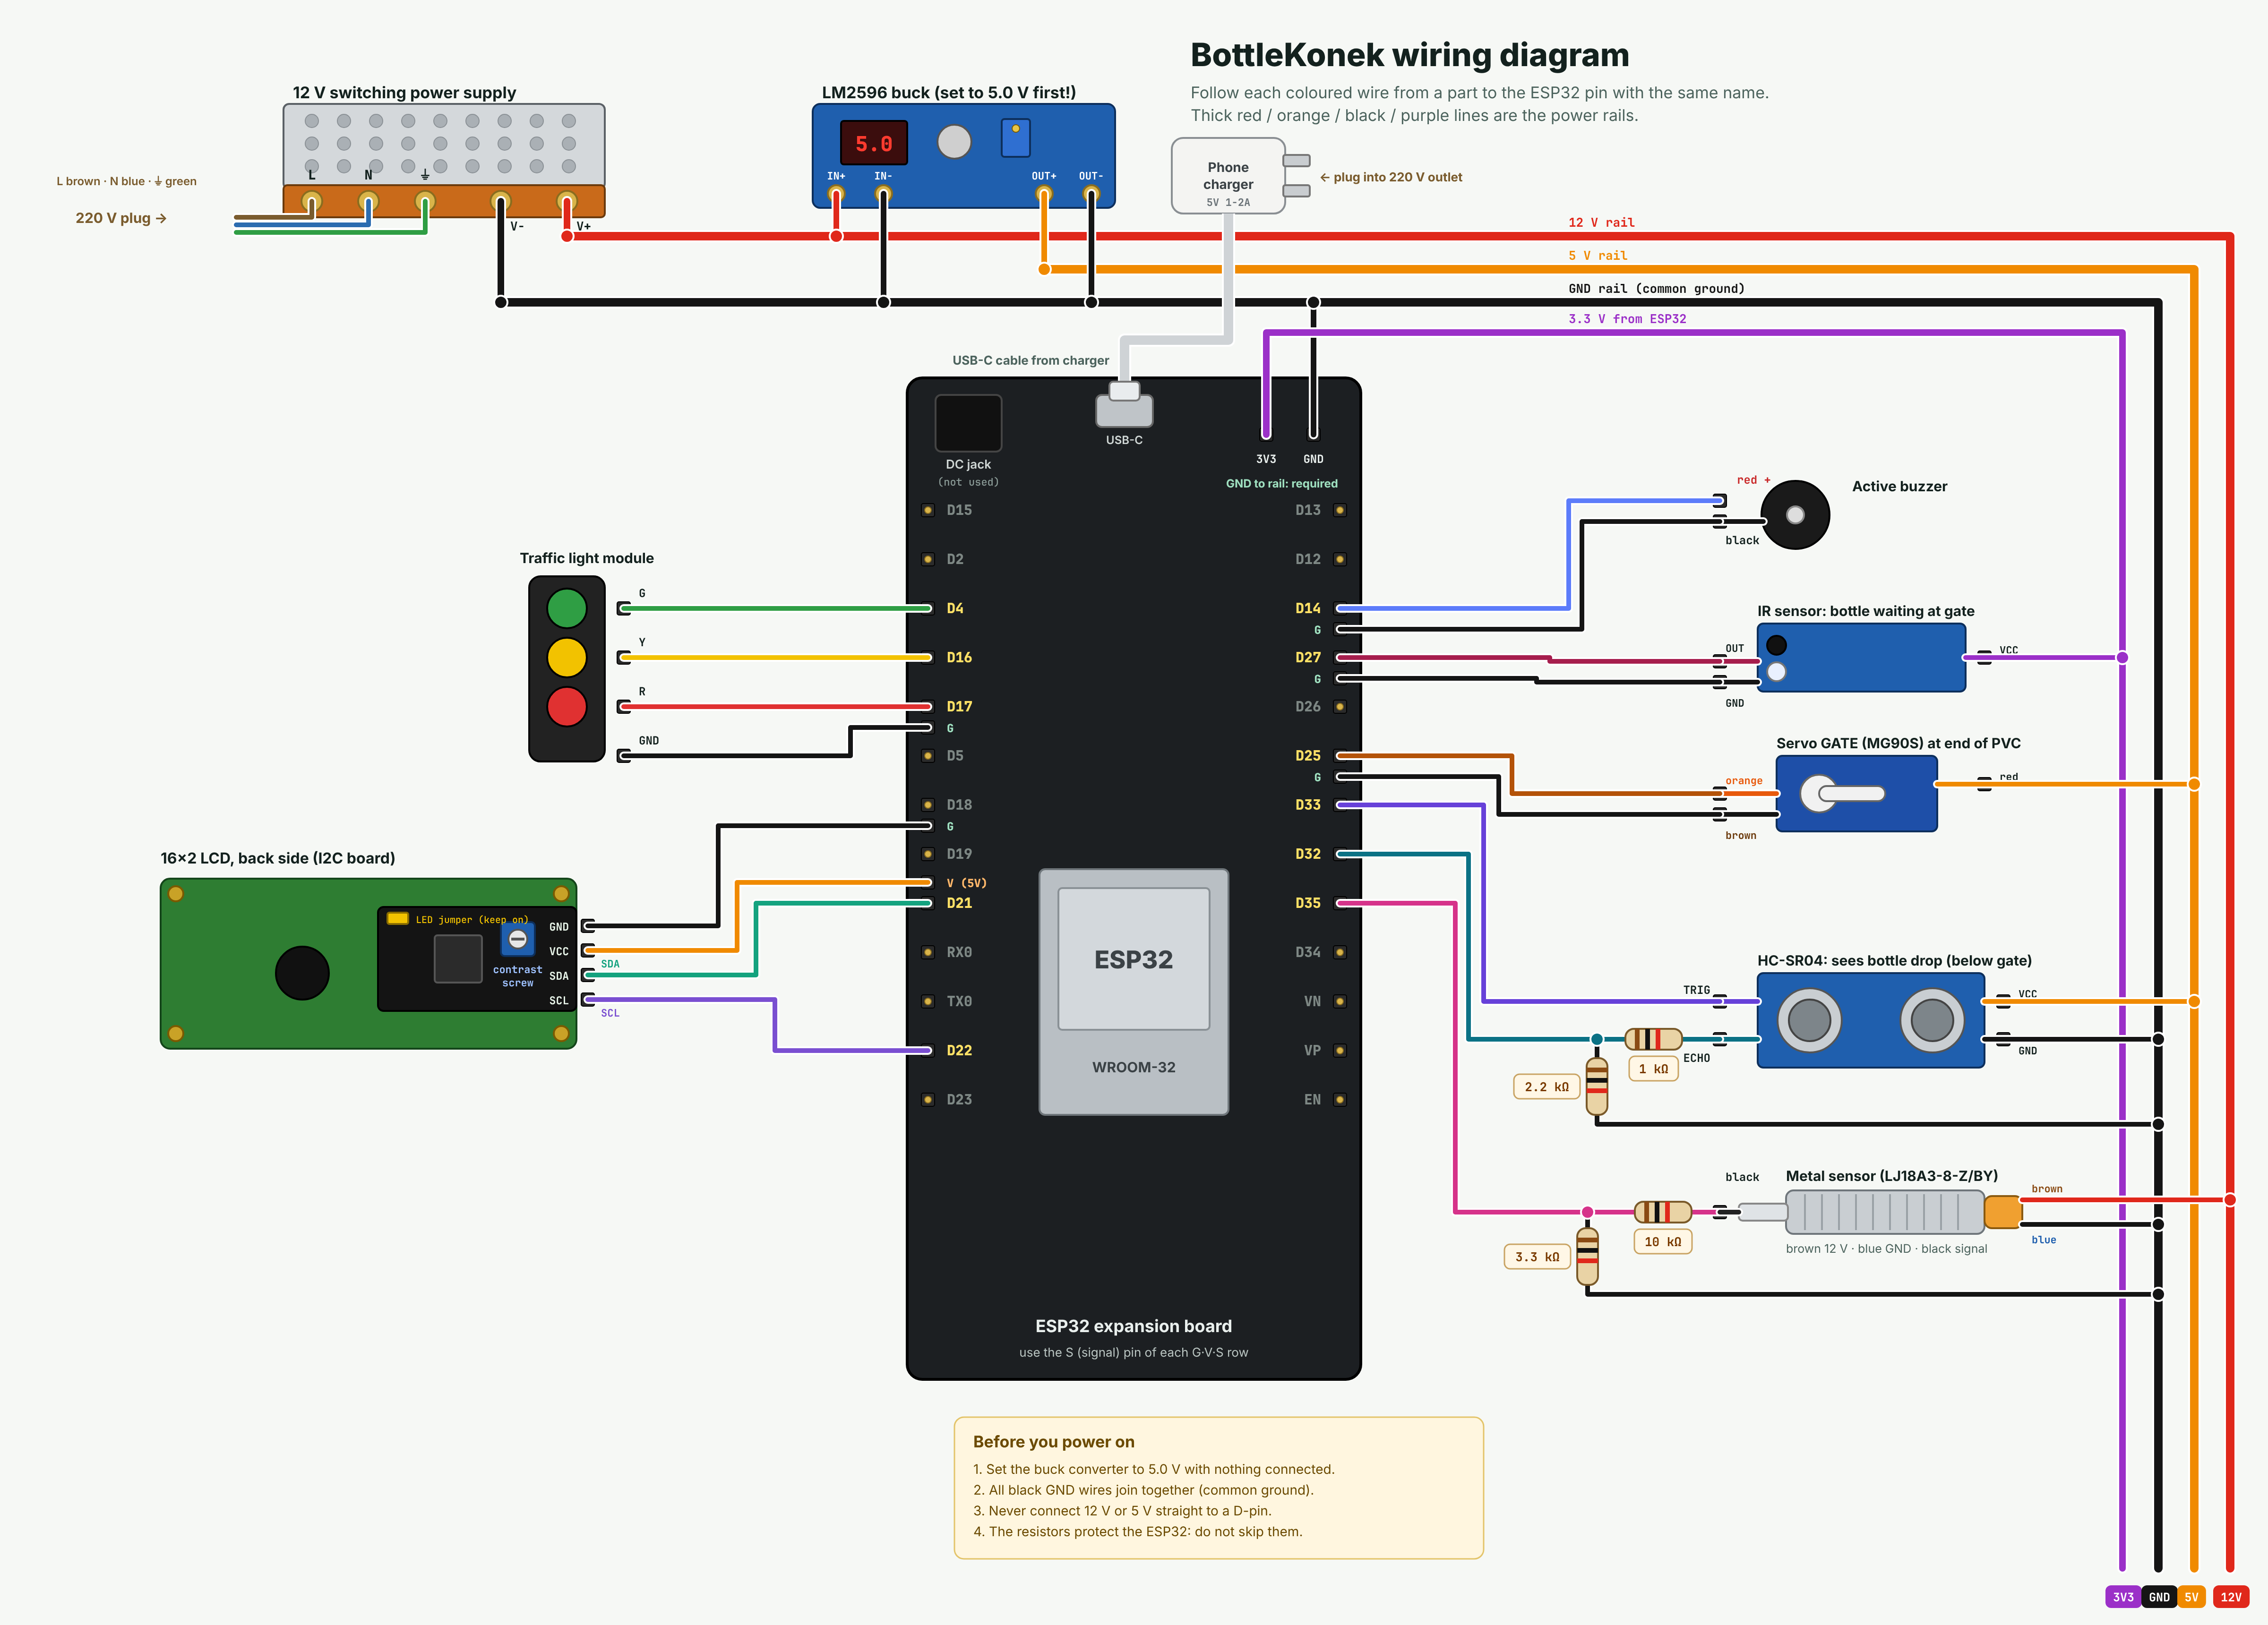 BottleKonek wiring diagram
Follow each coloured wire from a part to the ESP32 pin with the same name.
Thick red / orange / black / purple lines are the power rails.
12 V switching power supply
L
N
⏚
L brown · N blue · ⏚ green
220 V plug →
V-
V+
LM2596 buck (set to 5.0 V first!)
5.0
IN+
IN-
OUT+
OUT-
Phone
charger
5V 1-2A
← plug into 220 V outlet
12 V rail
5 V rail
GND rail (common ground)
3.3 V from ESP32
USB-C cable from charger
DC jack
(not used)
USB-C
3V3
GND
GND to rail: required
D15
D2
D4
D16
D17
G
D5
D18
G
D19
V (5V)
D21
RX0
TX0
D22
D23
D13
D12
D14
G
D27
G
D26
D25
G
D33
D32
D35
D34
VN
VP
EN
ESP32
WROOM-32
ESP32 expansion board
use the S (signal) pin of each G·V·S row
Traffic light module
G
Y
R
GND
16×2 LCD, back side (I2C board)
LED jumper (keep on)
contrast
screw
GND
VCC
SDA
SCL
SDA
SCL
Active buzzer
red +
black
IR sensor: bottle waiting at gate
OUT
GND
VCC
Servo GATE (MG90S) at end of PVC
orange
brown
red
HC-SR04: sees bottle drop (below gate)
TRIG
ECHO
VCC
GND
1 kΩ
2.2 kΩ
Metal sensor (LJ18A3-8-Z/BY)
black
brown
blue
brown 12 V · blue GND · black signal
10 kΩ
3.3 kΩ
Before you power on
1. Set the buck converter to 5.0 V with nothing connected.
2. All black GND wires join together (common ground).
3. Never connect 12 V or 5 V straight to a D-pin.
4. The resistors protect the ESP32: do not skip them.
3V3
GND
5V
12V